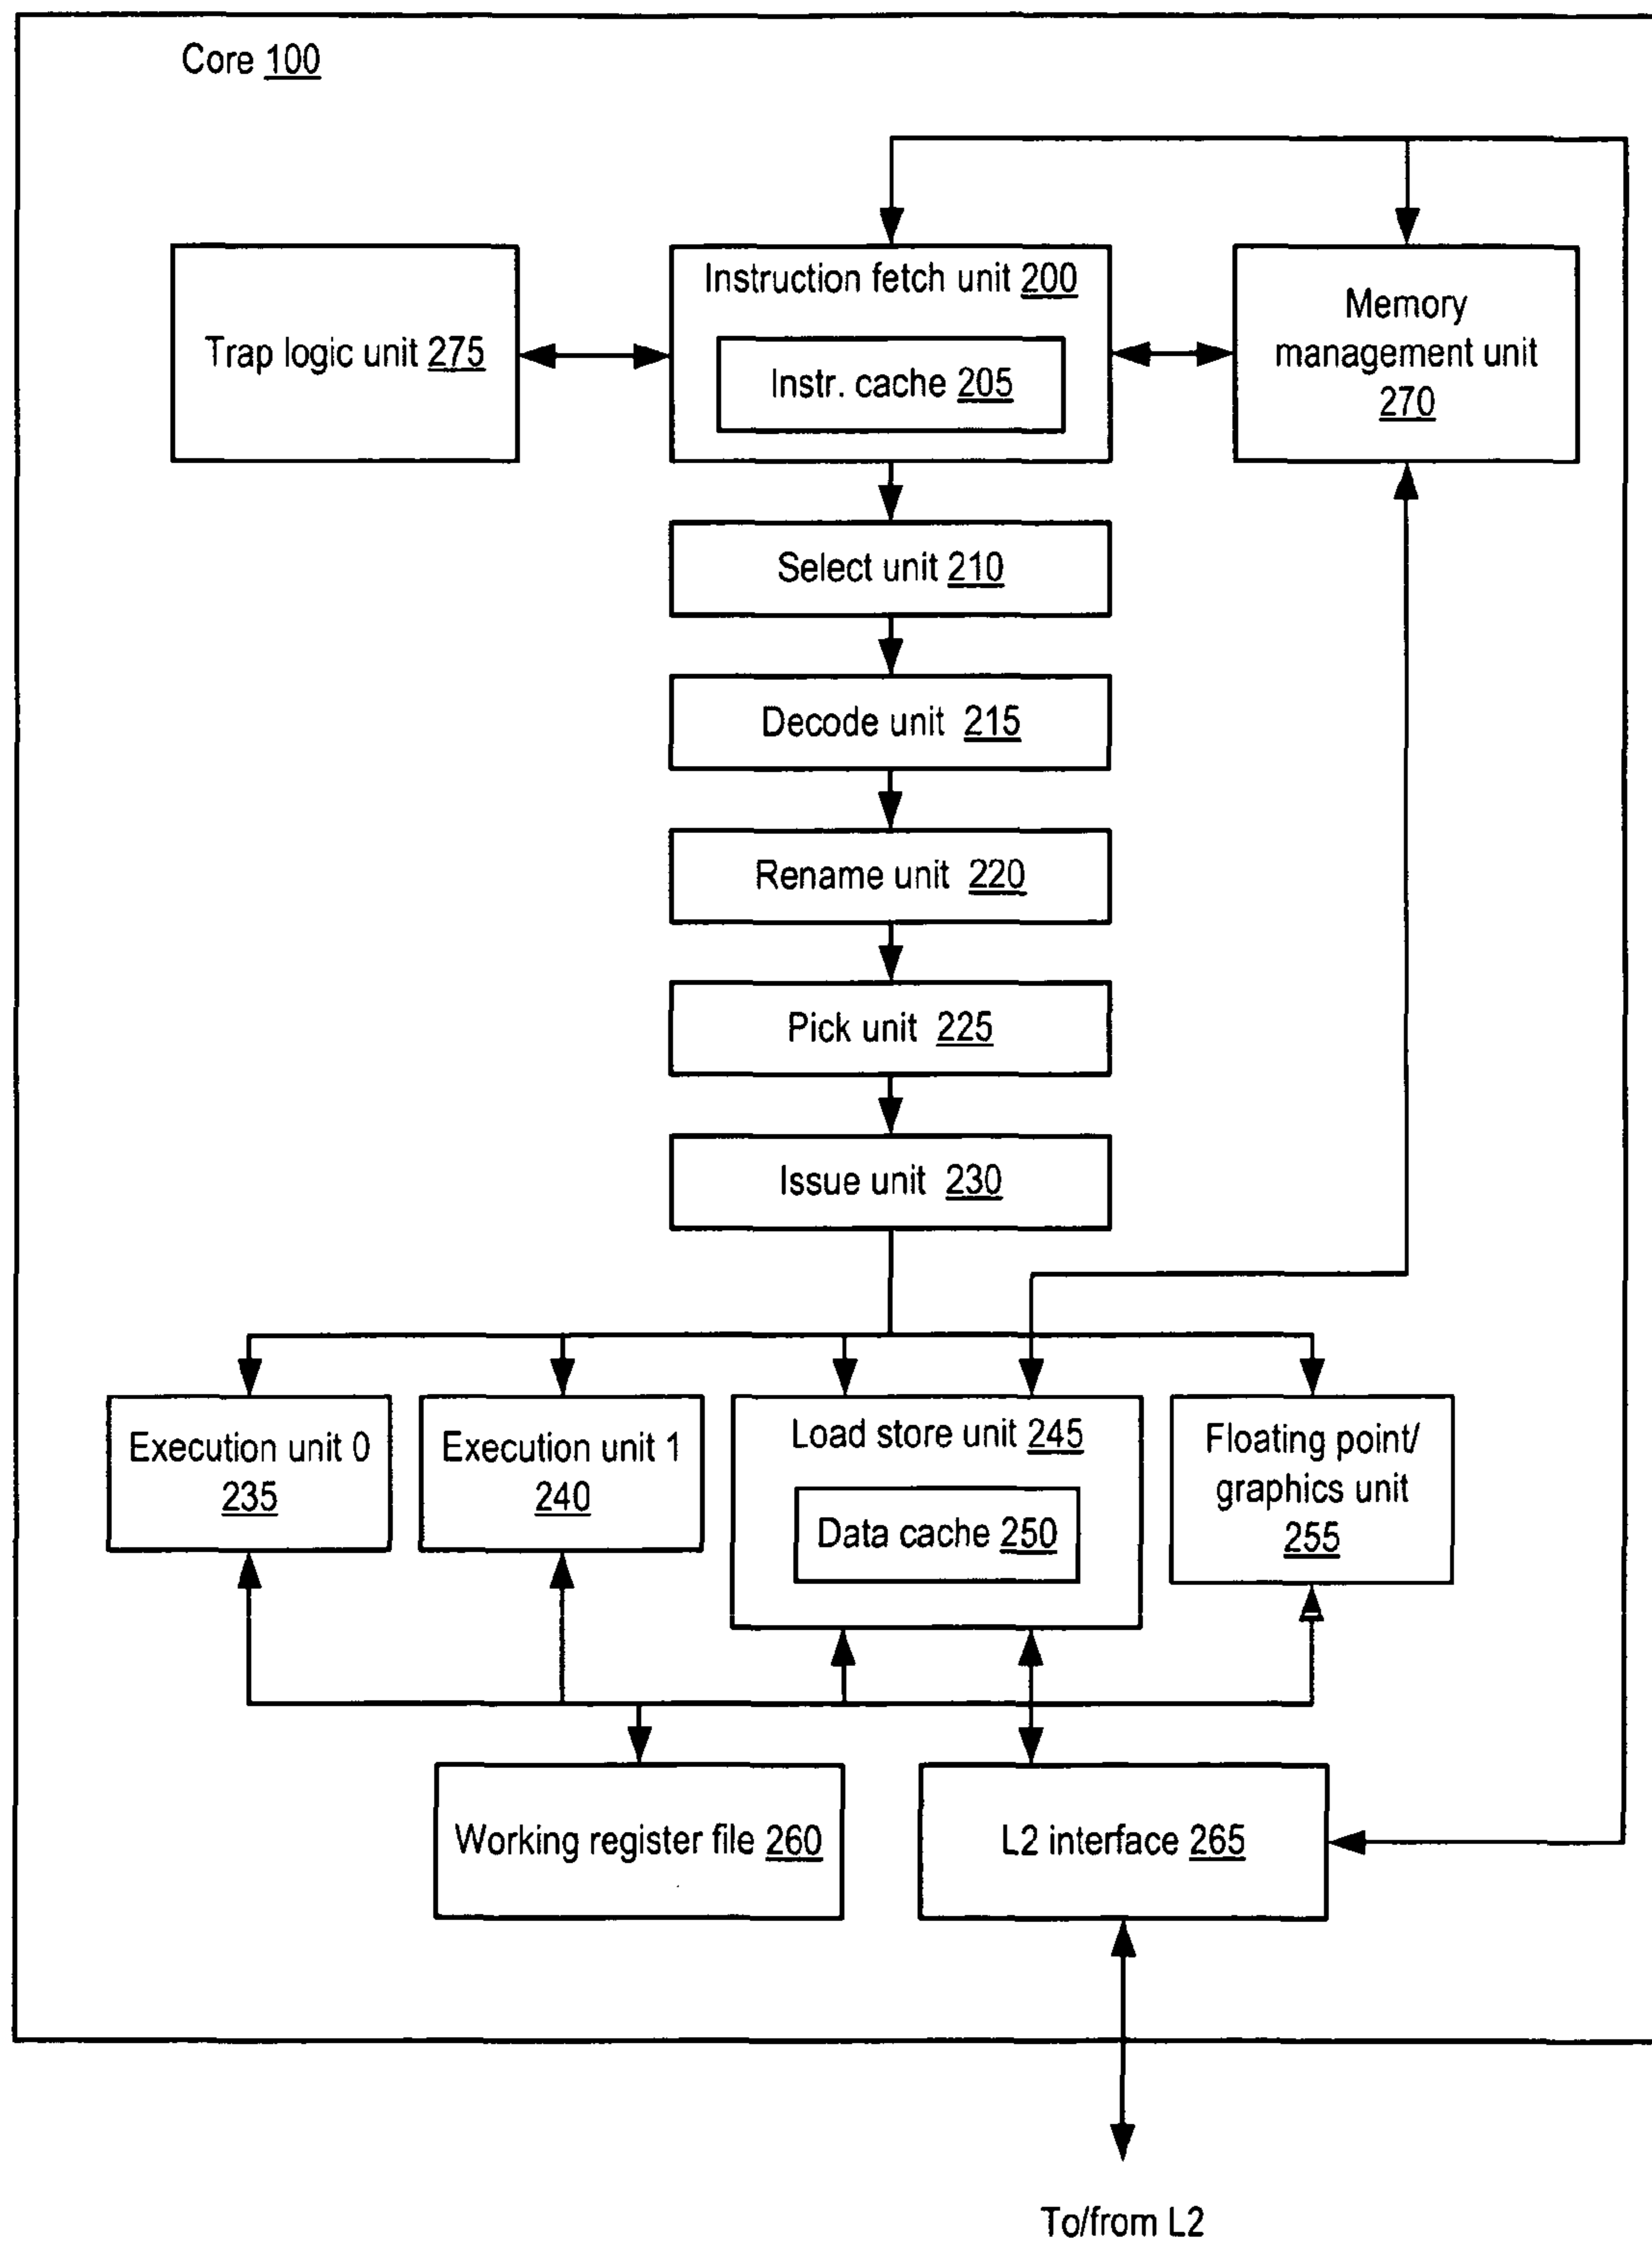 Core 100
Instruction fetch unit 200
Trap logic unit 275
Instr. cache 205
Memory
management unit
270
Select unit 210
Decode unit 215
Rename unit 220
Pick unit 225
Issue unit 230
Execution unit 0
235
Execution unit 1
240
Load store unit 245
Data cache 250
Floating point/
graphics unit
255
Working register file 260
L2 interface 265
To/from L2